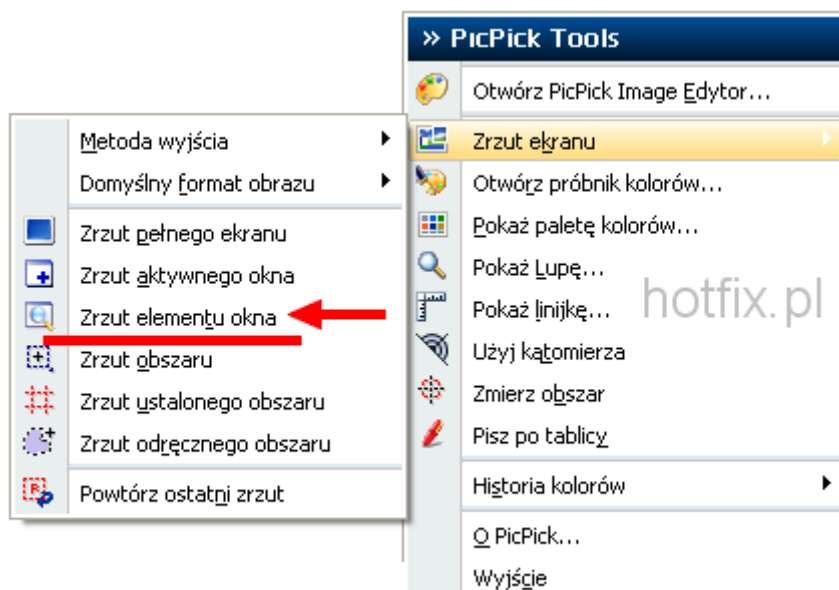 » PicPick Tools
Otwórz PicPick Image Edytor...
Zrzut ekranu
Otwórz próbnik kolorów...
Pokaż paletę kolorów...
Pokaż Lupę...
Pokaż linijkę...
Użyj kątomierza
Zmierz obszar
Pisz po tablicy
Historia kolorów
O PicPick...
Wyjście
Metoda wyjścia
Domyślny format obrazu
Zrzut pełnego ekranu
Zrzut aktywnego okna
Zrzut elementu okna
Zrzut obszaru
Zrzut ustalonego obszaru
Zrzut odręcznego obszaru
Powtórz ostatni zrzut
hotfix.pl